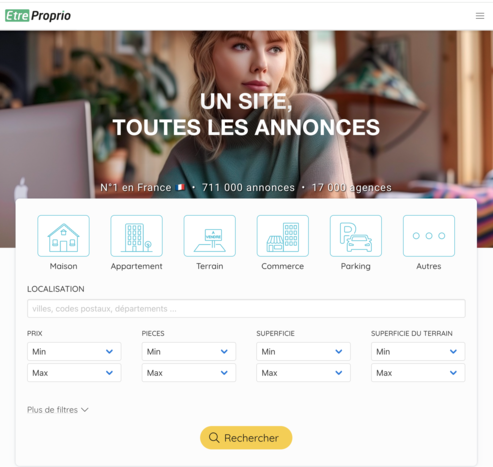 Etre Proprio
UN SITE,
TOUTES LES ANNONCES
N°1 en France 🇫🇷 • 711 000 annonces • 17 000 agences
VENDRE
Maison Appartement Terrain Commerce Parking Autres
LOCALISATION
villes, codes postaux, départements ...
PRIX PIECES SUPERFICIE SUPERFICIE DU TERRAIN
Min Min Min Min
Max Max Max Max
Plus de filtres
Rechercher